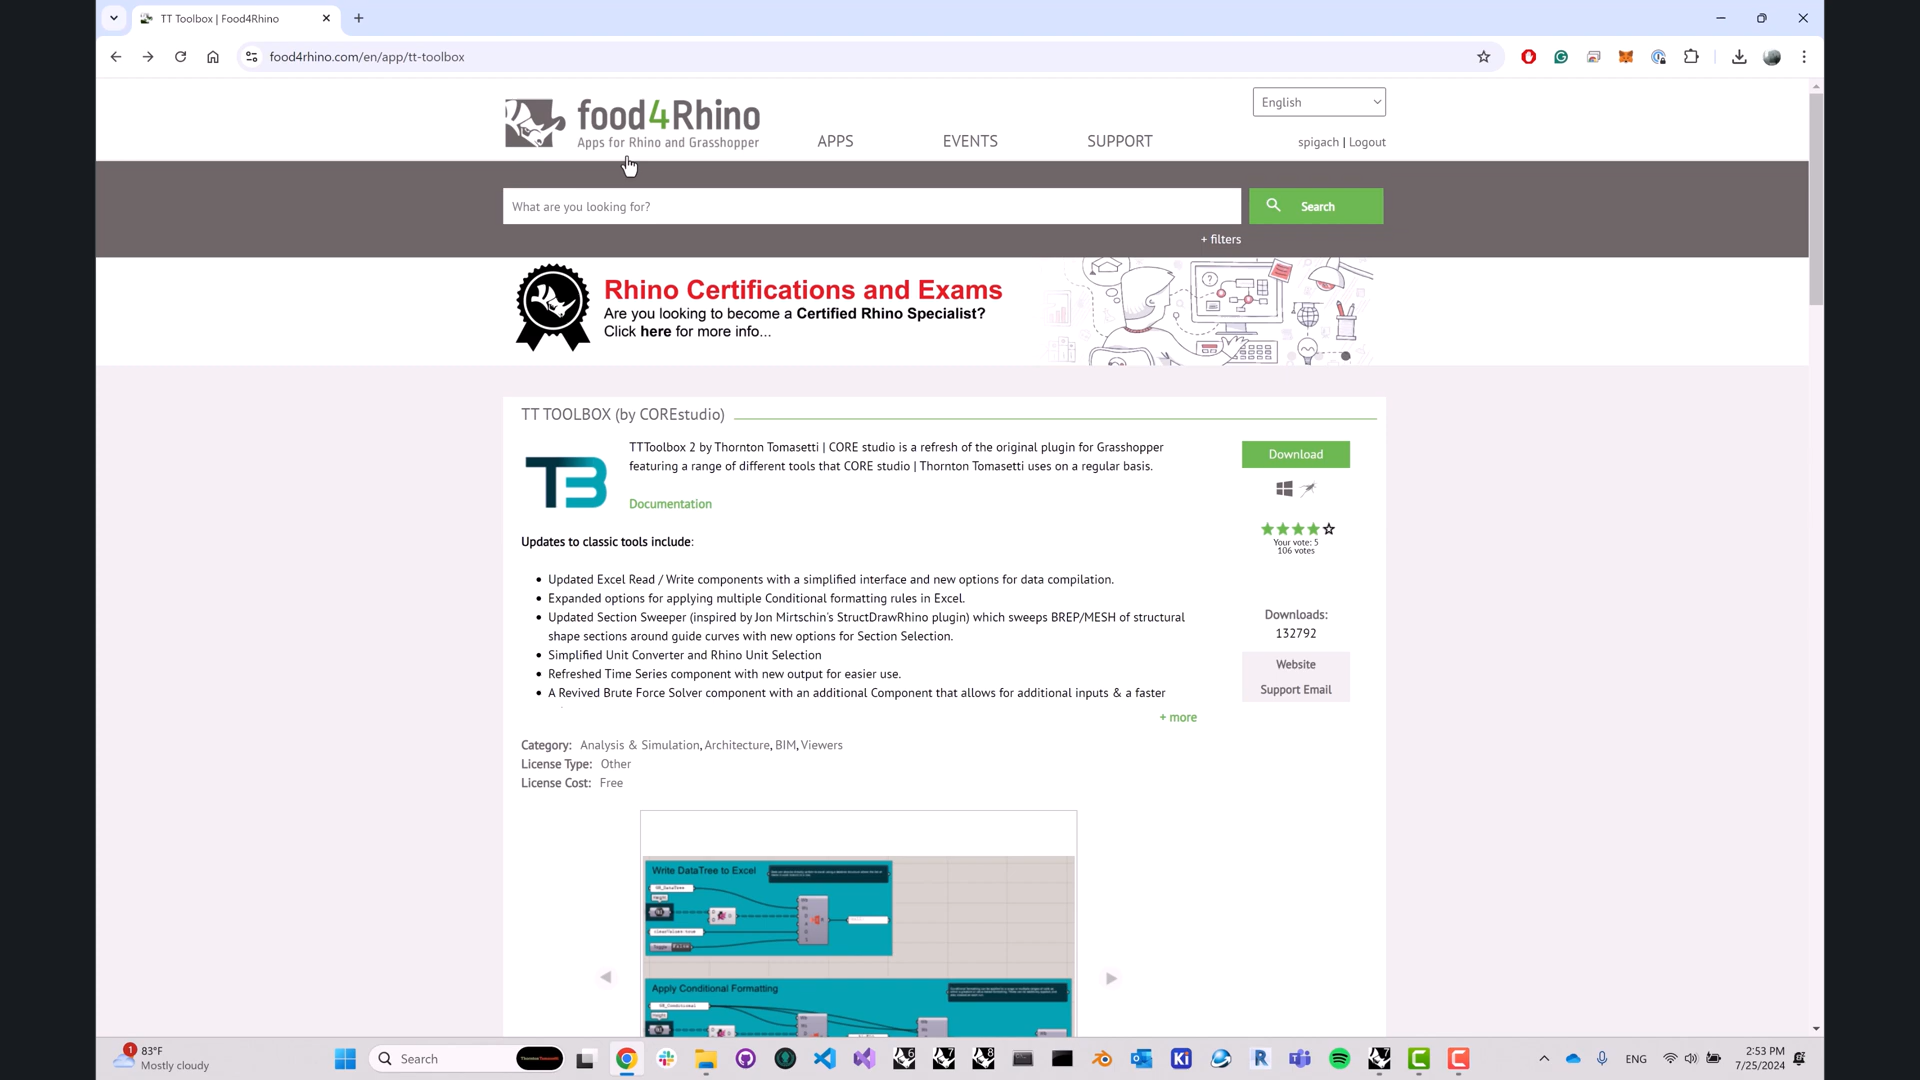 TT Toolbox | Food4Rhino
food4rhino.com/en/app/tt-toolbox
food4Rhino
Apps for Rhino and Grasshopper
APPS
EVENTS
SUPPORT
English
spigach | Logout
What are you looking for?
Search
+ filters
Rhino Certifications and Exams
Are you looking to become a Certified Rhino Specialist?
Click here for more info...
TT TOOLBOX (by COREstudio)
TTToolbox 2 by Thornton Tomasetti | CORE studio is a refresh of the original plugin for Grasshopper
featuring a range of different tools that CORE studio | Thornton Tomasetti uses on a regular basis.
Documentation
Download
Your vote: 5
106 votes
Downloads:
132792
Website
Support Email
Updates to classic tools include:
Updated Excel Read / Write components with a simplified interface and new options for data compilation.
Expanded options for applying multiple Conditional formatting rules in Excel.
Updated Section Sweeper (inspired by Jon Mirtschin's StructDrawRhino plugin) which sweeps BREP/MESH of structural
shape sections around guide curves with new options for Section Selection.
Simplified Unit Converter and Rhino Unit Selection
Refreshed Time Series component with new output for easier use.
A Revived Brute Force Solver component with an additional Component that allows for additional inputs & a faster
+ more
Category: Analysis & Simulation, Architecture, BIM, Viewers
License Type: Other
License Cost: Free
Write DataTree to Excel
Apply Conditional Formatting
1
83°F
Mostly cloudy
Search
6
7
8
Ki
ENG
2:53 PM
7/25/2024